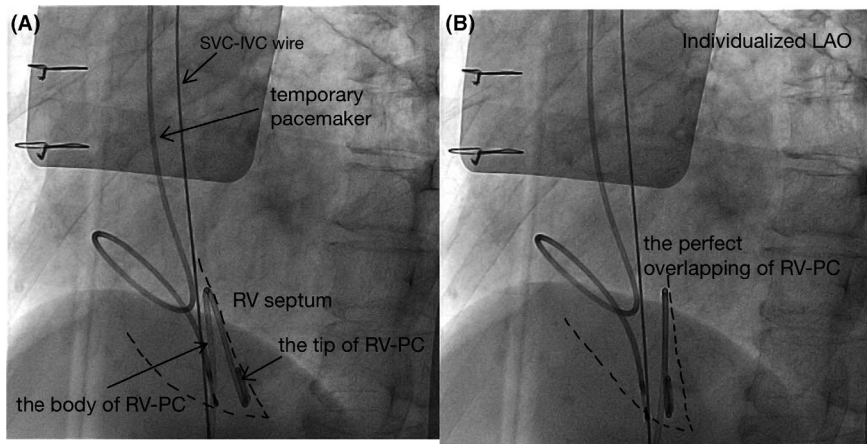 (A)
SVC-IVC wire
temporary
pacemaker
RV septum
the tip of RV-PC
the body of RV-PC
(B)
Individualized LAO
the perfect
overlapping of RV-PC